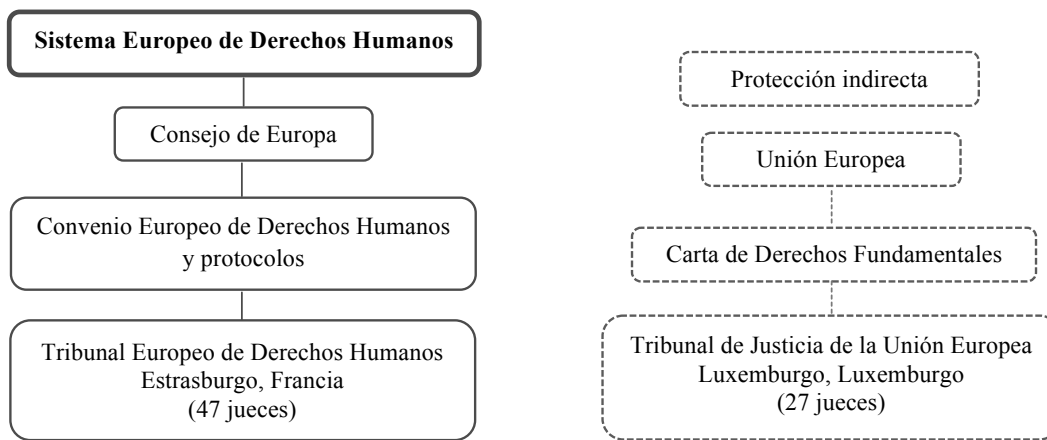 Sistema Europeo de Derechos Humanos
Consejo de Europa
Convenio Europeo de Derechos Humanos
y protocolos
Tribunal Europeo de Derechos Humanos
Estrasburgo, Francia
(47 jueces)
Protección indirecta
Unión Europea
Carta de Derechos Fundamentales
Tribunal de Justicia de la Unión Europea
Luxemburgo, Luxemburgo
(27 jueces)